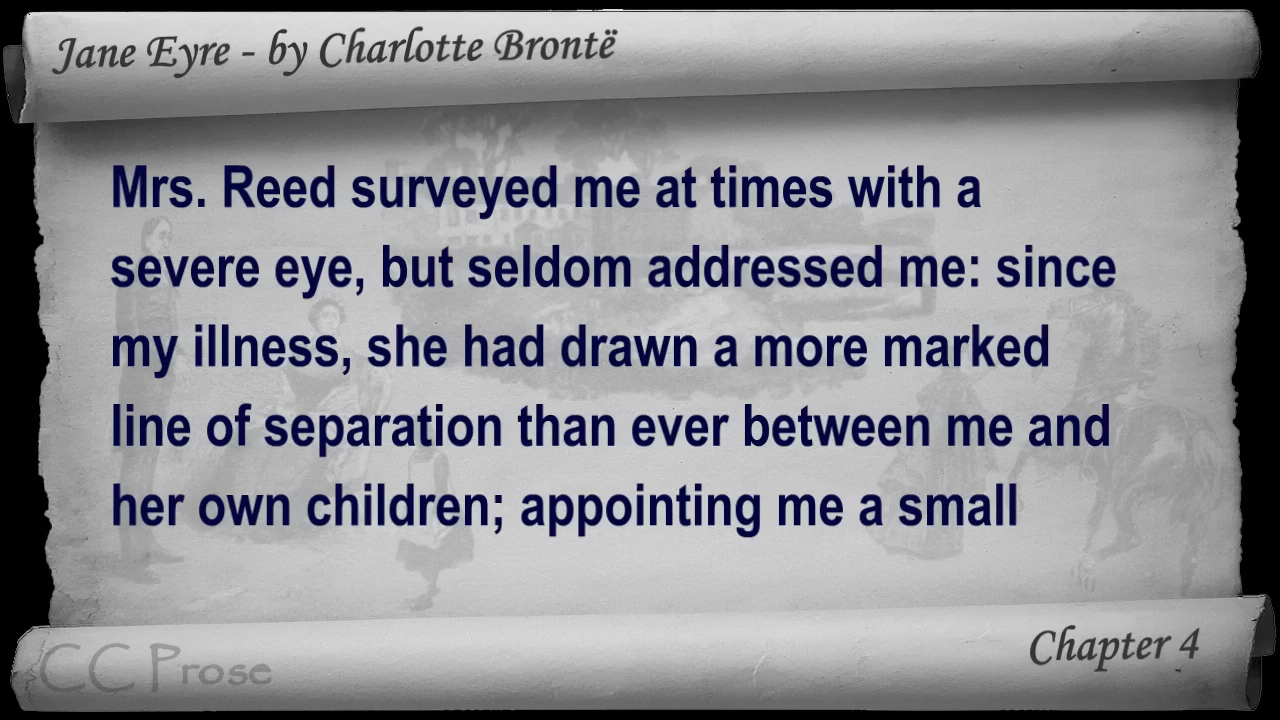 Jane Eyre - by Charlotte Brontë
Mrs. Reed surveyed me at times with a
severe eye, but seldom addressed me: since
my illness, she had drawn a more marked
line of separation than ever between me and
her own children; appointing me a small
CC Prose
Chapter 4